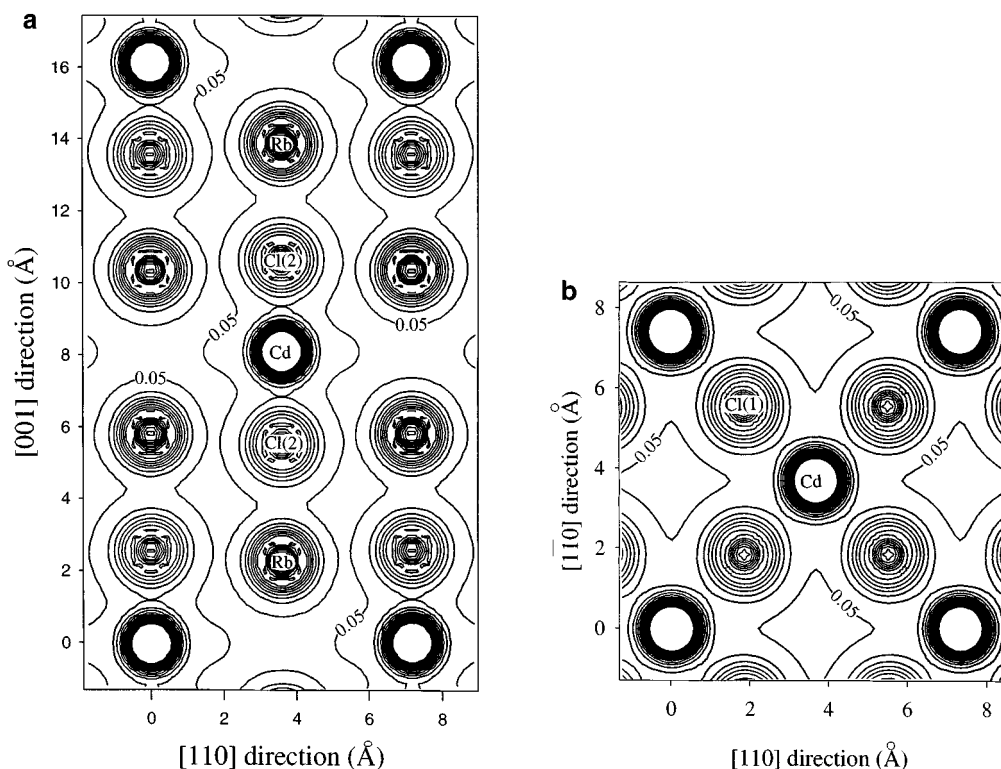 a
16
14
12
10
8
6
4
2
0
[001] direction (Å)
0.05
Rb
Cl(2)
0.05
0.05
Cd
0.05
Cl(2)
Rb
0.05
0 2 4 6 8
[110] direction (Å)
b
8
6
4
2
0
[1̅10] direction (Å)
0.05
Cl(1)
0.05
0.05
Cd
0.05
0 2 4 6 8
[110] direction (Å)